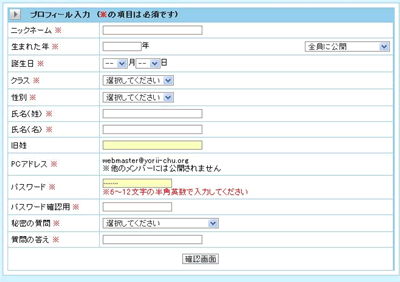 プロフィール入力 (※の項目は必須です)
ニックネーム ※
生まれた年 ※ 年 全員に公開
誕生日 ※ -- 月 -- 日
クラス ※ 選択してください
性別 ※ 選択してください
氏名(姓) ※
氏名(名) ※
旧姓
PCアドレス ※ webmaster@yorii-chu.org
※他のメンバーには公開されません
パスワード ※ ·······
※6～12文字の半角英数で入力してください
パスワード確認用 ※
秘密の質問 ※ 選択してください
質問の答え ※
確認画面